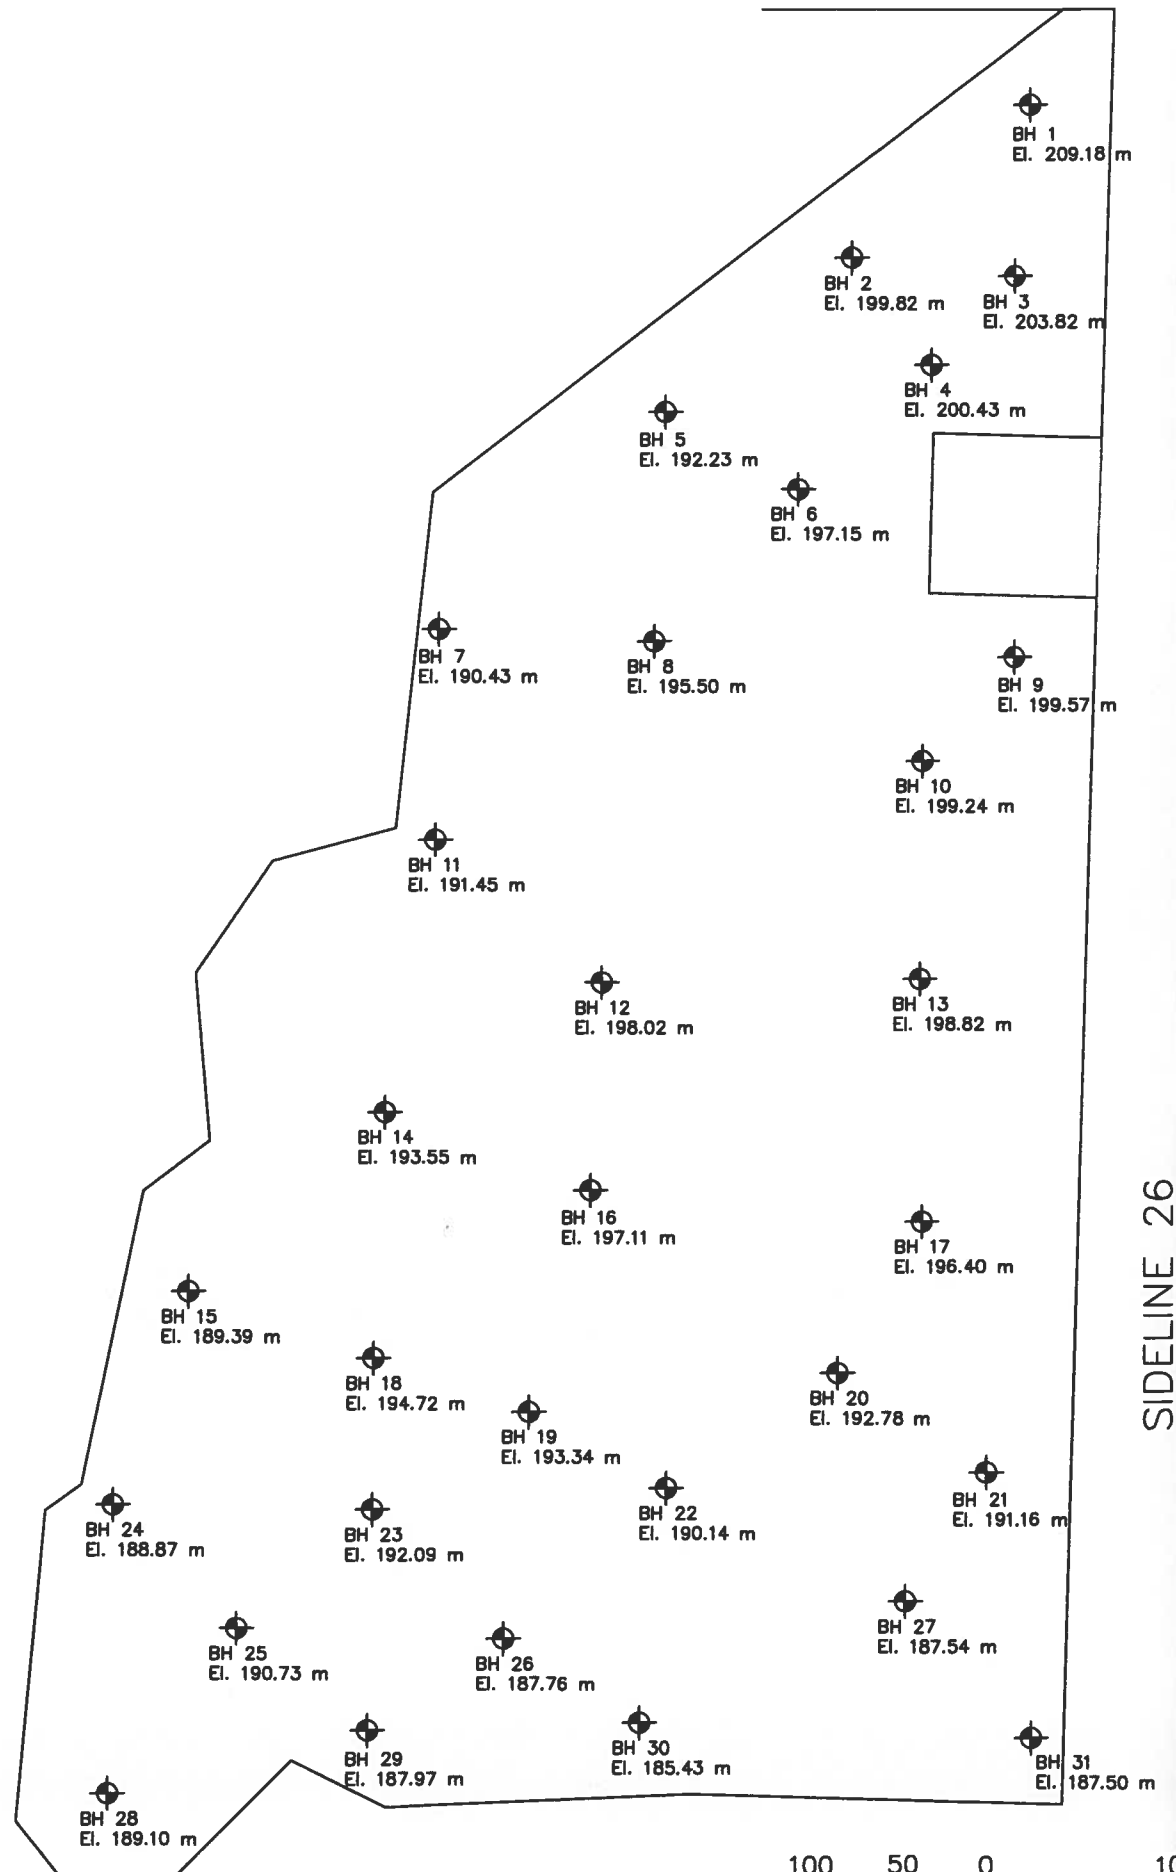 BH 1
El. 209.18 m
BH 2
El. 199.82 m
BH 3
El. 203.82 m
BH 4
El. 200.43 m
BH 5
El. 192.23 m
BH 6
El. 197.15 m
BH 7
El. 190.43 m
BH 8
El. 195.50 m
BH 9
El. 199.57 m
BH 10
El. 199.24 m
BH 11
El. 191.45 m
BH 12
El. 198.02 m
BH 13
El. 198.82 m
BH 14
El. 193.55 m
BH 16
El. 197.11 m
BH 17
El. 196.40 m
SIDELINE 26
BH 15
El. 189.39 m
BH 18
El. 194.72 m
BH 19
El. 193.34 m
BH 20
El. 192.78 m
BH 21
El. 191.16 m
BH 22
El. 190.14 m
BH 23
El. 192.09 m
BH 24
El. 188.87 m
BH 25
El. 190.73 m
BH 26
El. 187.76 m
BH 27
El. 187.54 m
BH 29
El. 187.97 m
BH 30
El. 185.43 m
BH 31
El. 187.50 m
BH 28
El. 189.10 m
100 50 0